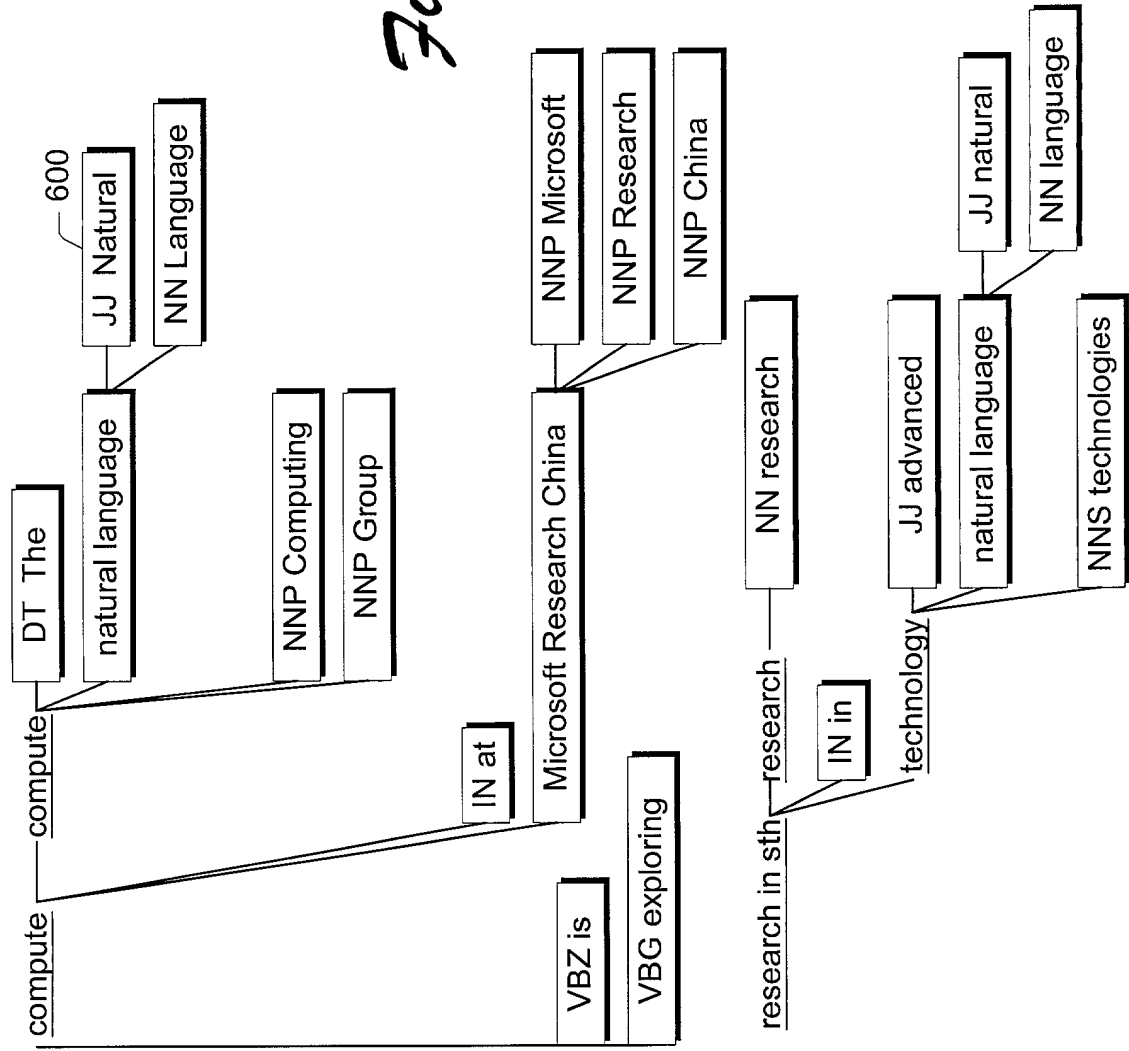 600
DT The
JJ Natural
natural language
NN Language
compute
compute
NNP Computing
NNP Group
IN at
Microsoft Research China
NNP Microsoft
NNP Research
NNP China
VBZ is
VBG exploring
research in sth
research
NN research
IN in
technology
JJ advanced
natural language
JJ natural
NN language
NNS technologies